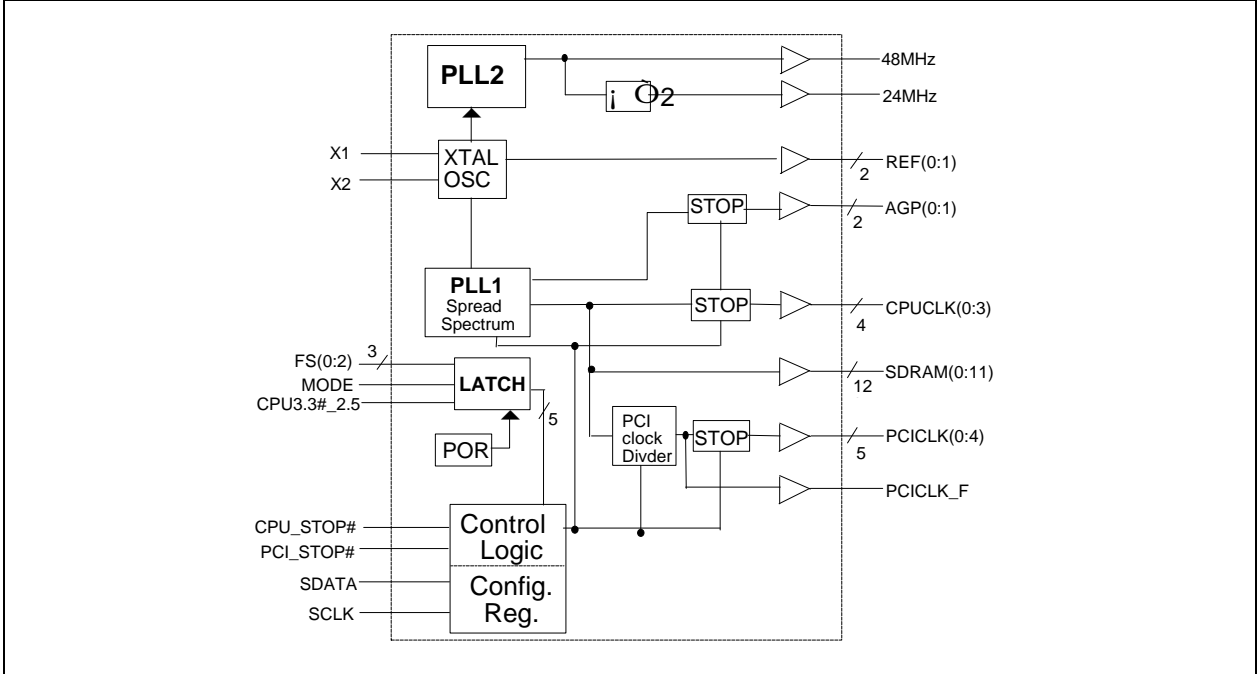 PLL2
48MHz
¡ Ò2
24MHz
X1
X2
XTAL
OSC
REF(0:1)
2
STOP
AGP(0:1)
2
PLL1
Spread
Spectrum
STOP
CPUCLK(0:3)
4
FS(0:2)
3
MODE
CPU3.3#_2.5
LATCH
5
SDRAM(0:11)
12
POR
PCI
clock
Divder
STOP
PCICLK(0:4)
5
PCICLK_F
CPU_STOP#
PCI_STOP#
SDATA
SCLK
Control
Logic
Config.
Reg.